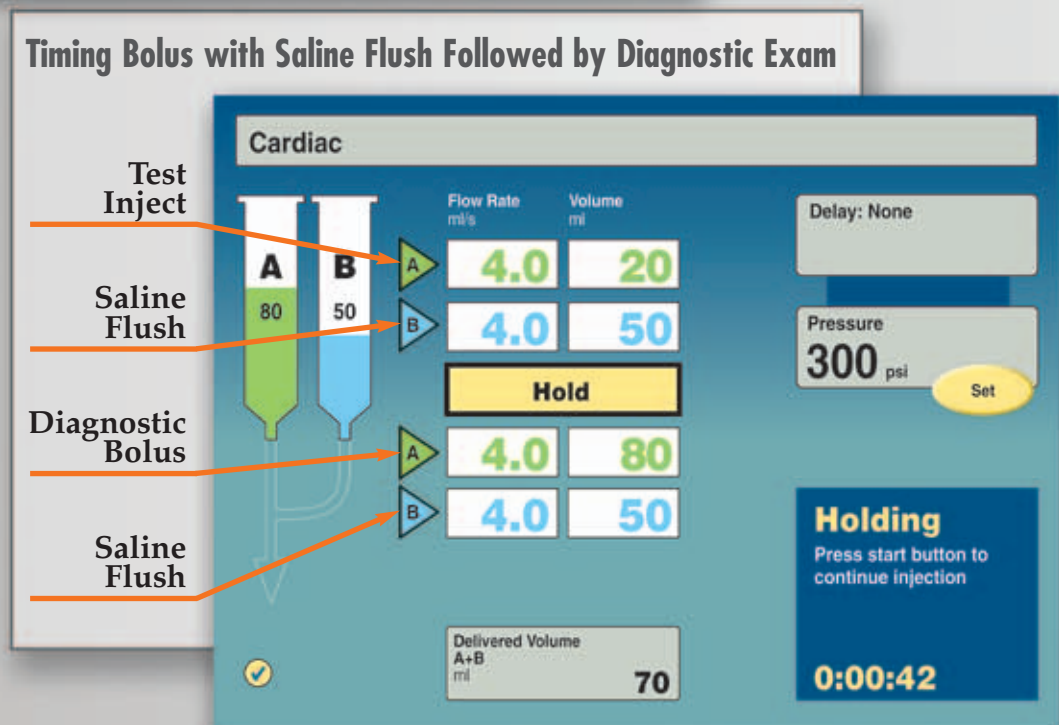 Timing Bolus with Saline Flush Followed by Diagnostic Exam
Cardiac
Test
Inject
Saline
Flush
Diagnostic
Bolus
Saline
Flush
A
B
80
50
Flow Rate
ml/s
Volume
ml
A
4.0
20
B
4.0
50
Hold
A
4.0
80
B
4.0
50
Delay: None
Pressure
300 psi
Set
Holding
Press start button to
continue injection
0:00:42
Delivered Volume
A+B
ml
70